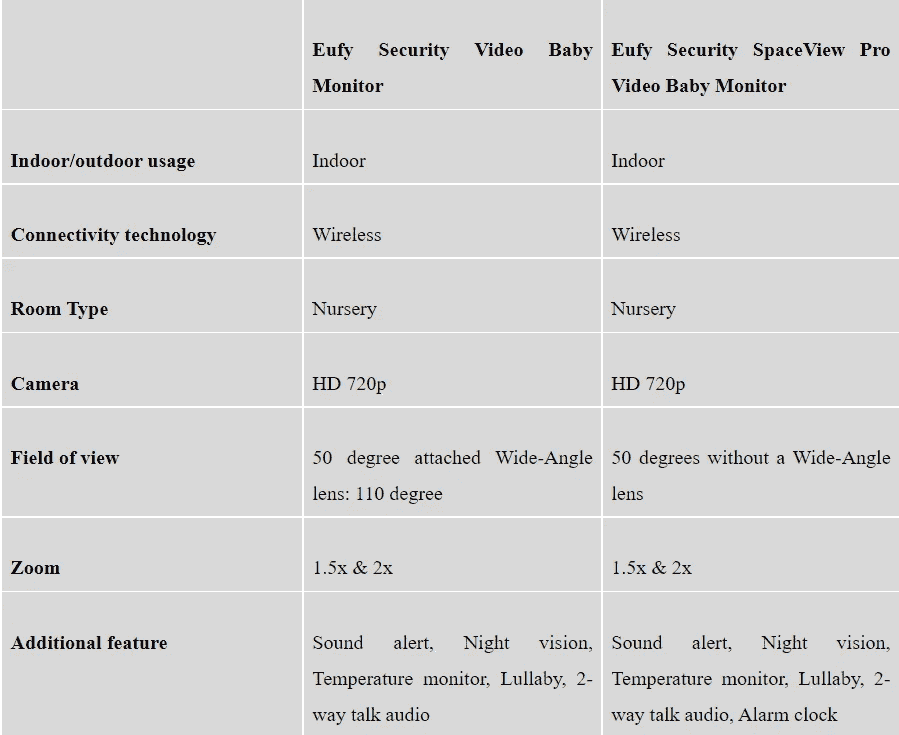 Eufy Security Video Baby
Monitor
Eufy Security SpaceView Pro
Video Baby Monitor
Indoor/outdoor usage
Indoor
Indoor
Connectivity technology
Wireless
Wireless
Room Type
Nursery
Nursery
Camera
HD 720p
HD 720p
Field of view
50 degree attached Wide-Angle
lens: 110 degree
50 degrees without a Wide-Angle
lens
Zoom
1.5x & 2x
1.5x & 2x
Additional feature
Sound alert, Night vision,
Temperature monitor, Lullaby, 2-
way talk audio
Sound alert, Night vision,
Temperature monitor, Lullaby, 2-
way talk audio, Alarm clock